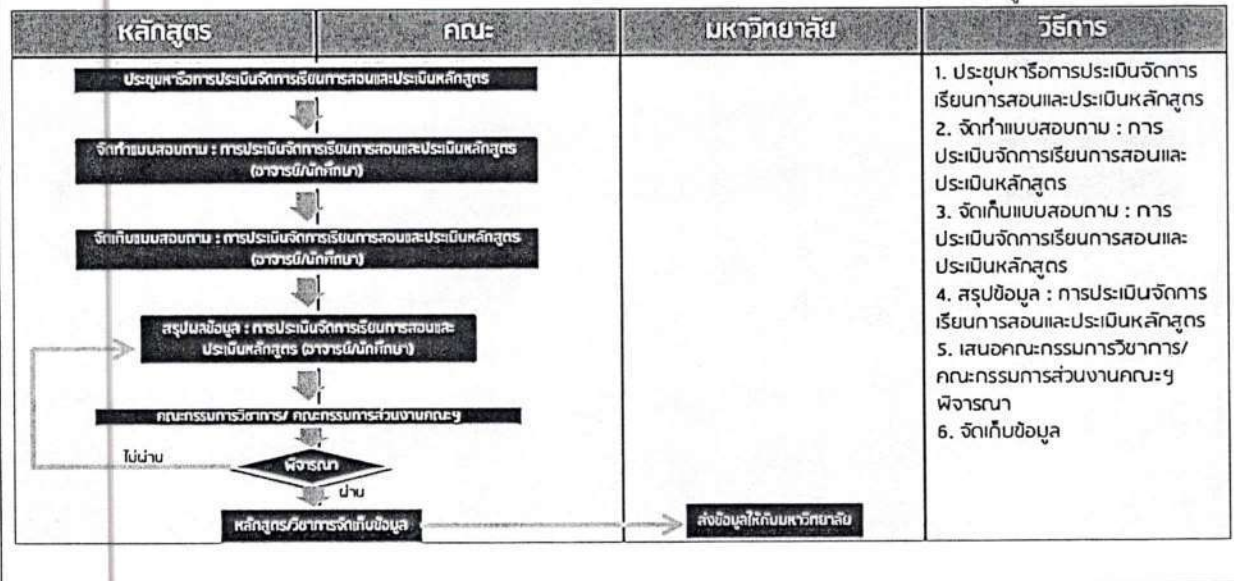 หลักสูตร
คณะ
มหาวิทยาลัย
วิธีการ
ประชุมหารือการประเมินจัดการเรียนการสอนและประเมินหลักสูตร
จัดทำแบบสอบถาม : การประเมินจัดการเรียนการสอนและประเมินหลักสูตร
(อาจารย์/นักศึกษา)
จัดเก็บแบบสอบถาม : การประเมินจัดการเรียนการสอนและประเมินหลักสูตร
(อาจารย์/นักศึกษา)
สรุปผลข้อมูล : การประเมินจัดการเรียนการสอนและ
ประเมินหลักสูตร (อาจารย์/นักศึกษา)
คณะกรรมการวิชาการ/ คณะกรรมการส่วนงานคณะฯ
ไม่ผ่าน
พิจารณา
ผ่าน
หลักสูตร/วิชาการจัดเก็บข้อมูล
ส่งข้อมูลให้กับมหาวิทยาลัย
1. ประชุมหารือการประเมินจัดการ
เรียนการสอนและประเมินหลักสูตร
2. จัดทำแบบสอบถาม : การ
ประเมินจัดการเรียนการสอนและ
ประเมินหลักสูตร
3. จัดเก็บแบบสอบถาม : การ
ประเมินจัดการเรียนการสอนและ
ประเมินหลักสูตร
4. สรุปข้อมูล : การประเมินจัดการ
เรียนการสอนและประเมินหลักสูตร
5. เสนอคณะกรรมการวิชาการ/
คณะกรรมการส่วนงานคณะฯ
พิจารณา
6. จัดเก็บข้อมูล